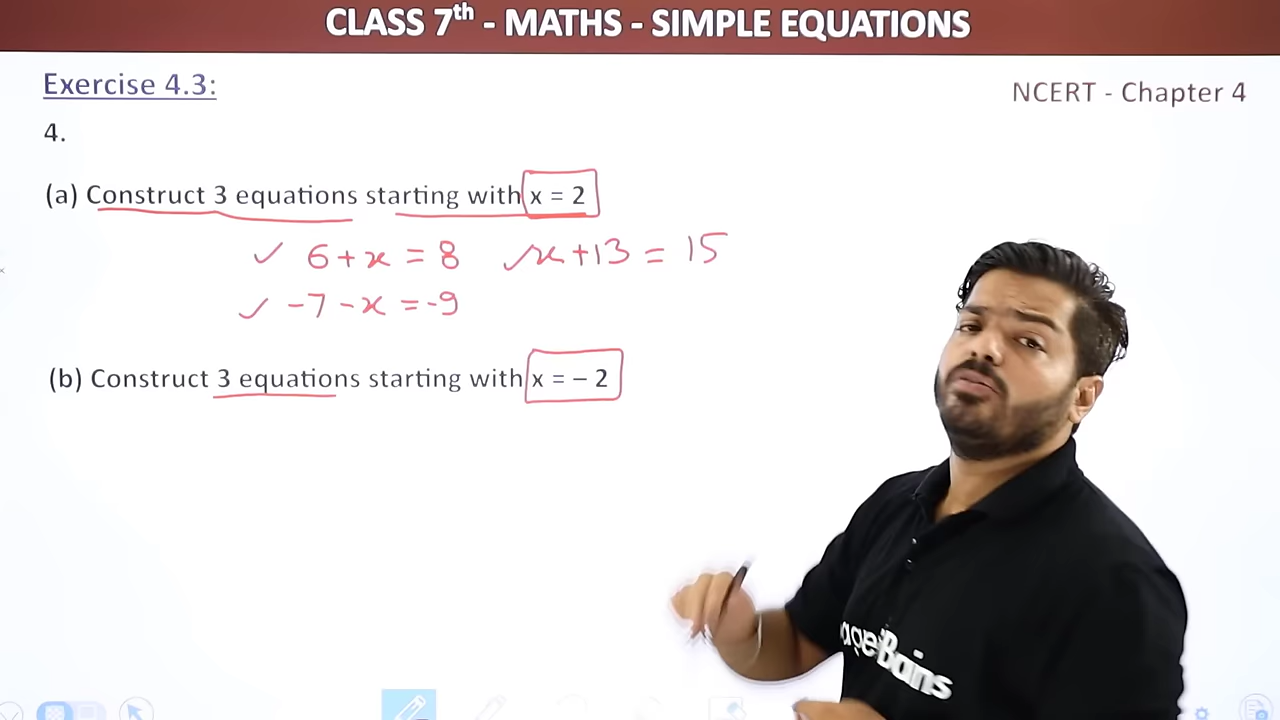 CLASS 7th - MATHS - SIMPLE EQUATIONS
Exercise 4.3:
NCERT - Chapter 4
4.
(a) Construct 3 equations starting with x = 2
✓ 6 + x = 8 ✓ x + 13 = 15
✓ -7 - x = -9
(b) Construct 3 equations starting with x = – 2
Brains